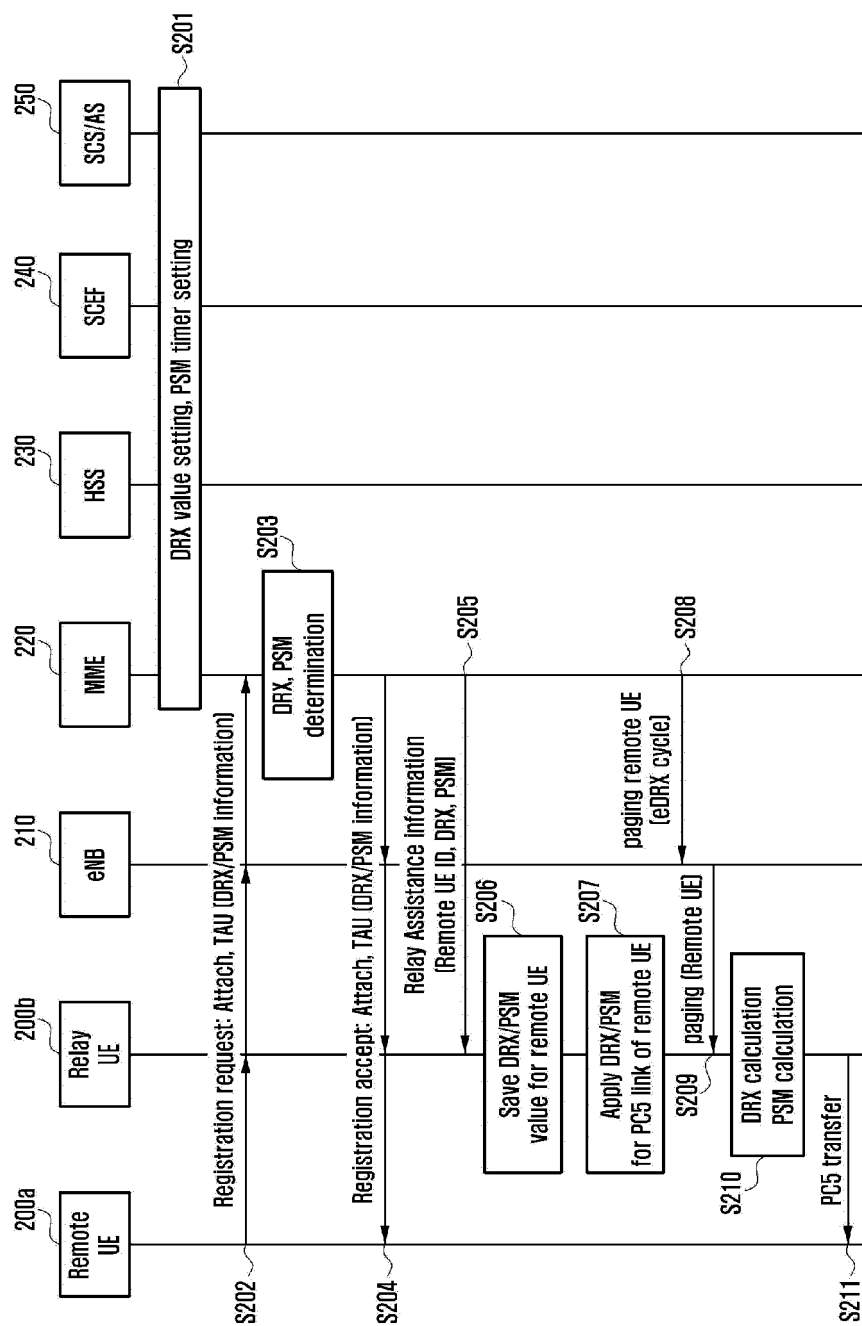 200a
200b
210
220
230
240
250
Remote
UE
Relay
UE
eNB
MME
HSS
SCEF
SCS/AS
DRX value setting, PSM timer setting
S201
Registration request: Attach, TAU (DRX/PSM information)
S202
DRX, PSM
determination
S203
Registration accept: Attach, TAU (DRX/PSM information)
S204
Relay Assistance information
(Remote UE ID, DRX, PSM)
S205
S206
Save DRX/PSM
value for remote UE
S207
Apply DRX/PSM
for PC5 link of remote UE
paging remote UE
(eDRX cycle)
S208
paging (Remote UE)
S209
DRX calculation
PSM calculation
S210
PC5 transfer
S211